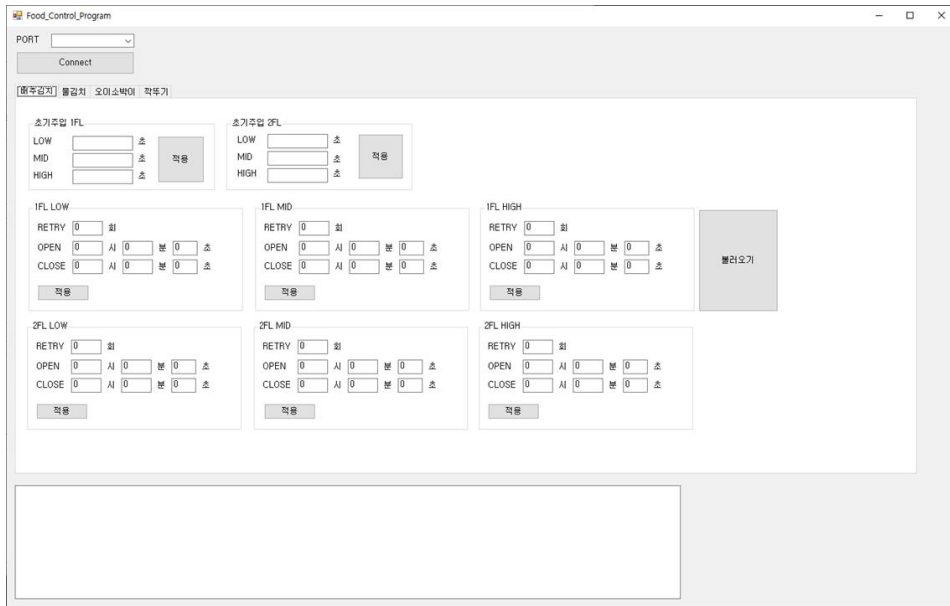 Food_Control_Program
PORT
Connect
배추김치 물김치 오이소박이 깍뚜기
초기주입 1FL
LOW 초
MID 초
HIGH 초
적용
초기주입 2FL
LOW 초
MID 초
HIGH 초
적용
1FL LOW
RETRY 0 회
OPEN 0 시 0 분 0 초
CLOSE 0 시 0 분 0 초
적용
1FL MID
RETRY 0 회
OPEN 0 시 0 분 0 초
CLOSE 0 시 0 분 0 초
적용
1FL HIGH
RETRY 0 회
OPEN 0 시 0 분 0 초
CLOSE 0 시 0 분 0 초
적용
불러오기
2FL LOW
RETRY 0 회
OPEN 0 시 0 분 0 초
CLOSE 0 시 0 분 0 초
적용
2FL MID
RETRY 0 회
OPEN 0 시 0 분 0 초
CLOSE 0 시 0 분 0 초
적용
2FL HIGH
RETRY 0 회
OPEN 0 시 0 분 0 초
CLOSE 0 시 0 분 0 초
적용